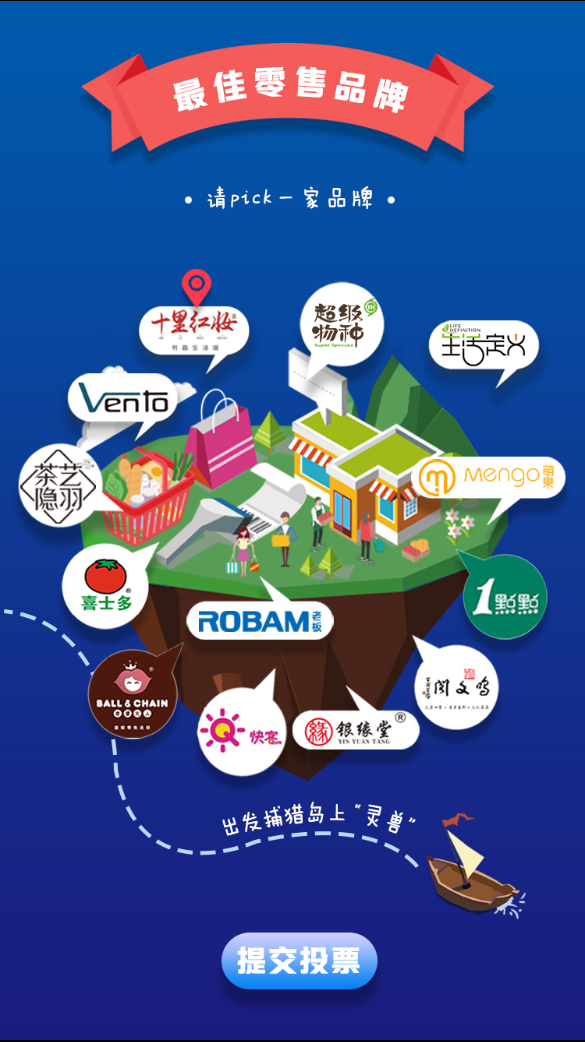 最佳零售品牌
• 请pick一家品牌 •
十里红妆
超级
物种
LIFE
DEFINITION
生活定义
Vento
茶艺
隐羽
Mengo 萌果
喜士多
ROBAM 老板
1點點
BALL & CHAIN
阅文鸣
快客
緣 银缘堂®
YIN YUAN TANG
出发捕猎岛上“灵兽”
提交投票